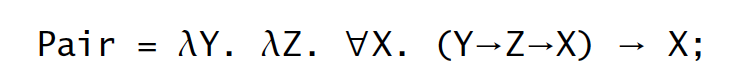 Pair = λY. λZ. ∀X. (Y→Z→X) → X;